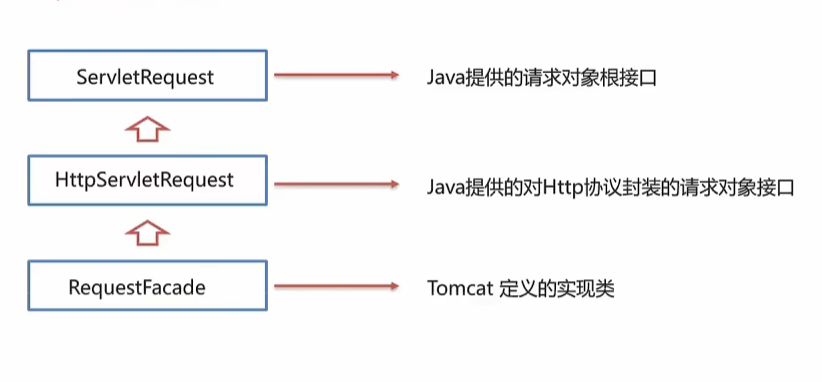 ServletRequest
Java提供的请求对象根接口
HttpServletRequest
Java提供的对Http协议封装的请求对象接口
RequestFacade
Tomcat 定义的实现类